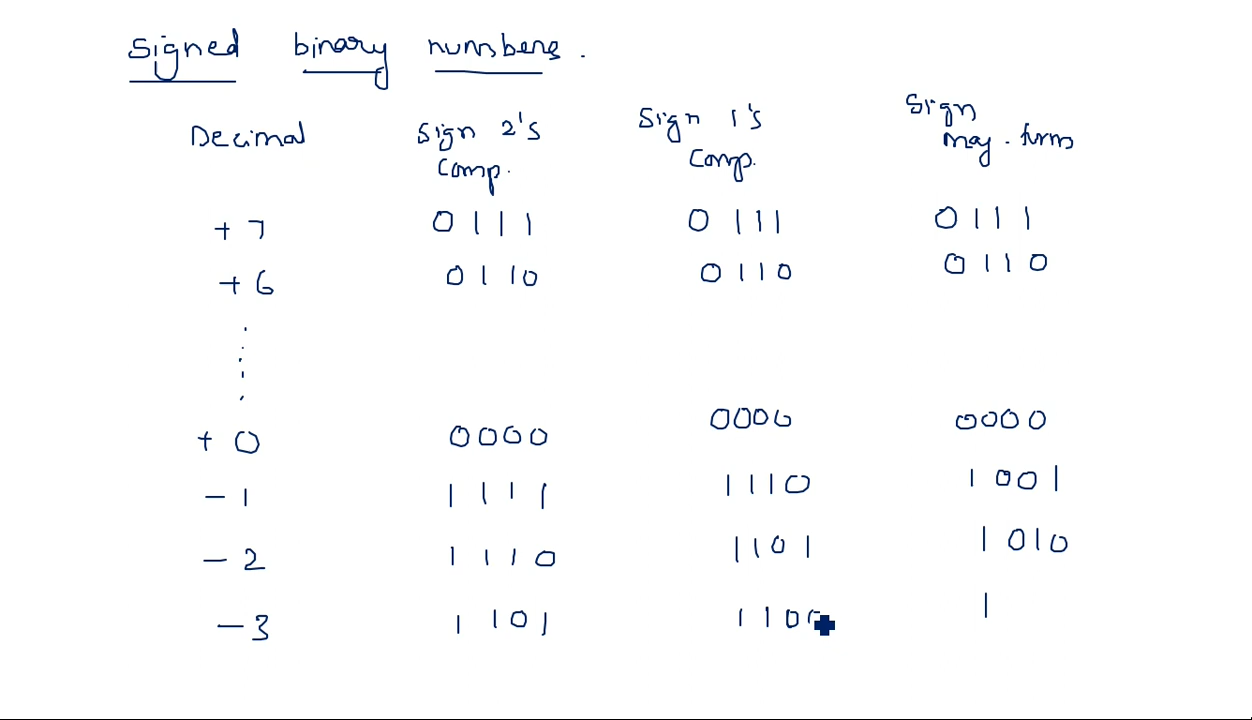 Signed binary numbers.
Decimal Sign 2's Comp. Sign 1's Comp. Sign mag. form
+ 7 0111 0111 0111
+ 6 0110 0110 0110
+ 0 0000 0000 0000
- 1 1111 1110 1001
- 2 1110 1101 1010
- 3 1101 110 1